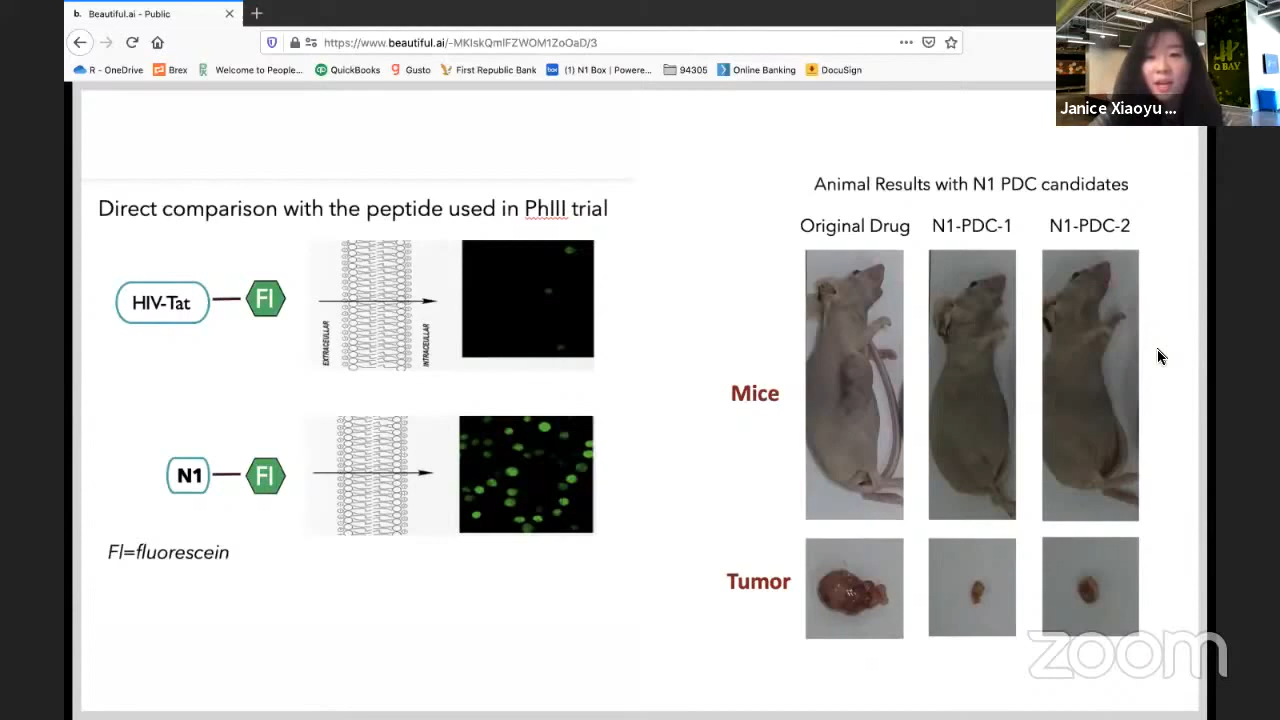 b. Beautiful.ai - Public
https://www.beautiful.ai/-MKIskQmIFZWOM1ZoOaD/3
R - OneDrive
Brex
Welcome to People...
QuickBooks
Gusto
First Republic Bank
(1) N1 Box | Powere...
94305
Online Banking
DocuSign
Q BAY
Janice Xiaoyu ...
Direct comparison with the peptide used in PhIII trial
HIV-Tat
Fl
EXTRACELLULAR
INTRACELLULAR
N1
Fl
Fl=fluorescein
Animal Results with N1 PDC candidates
Original Drug N1-PDC-1 N1-PDC-2
Mice
Tumor
zoom